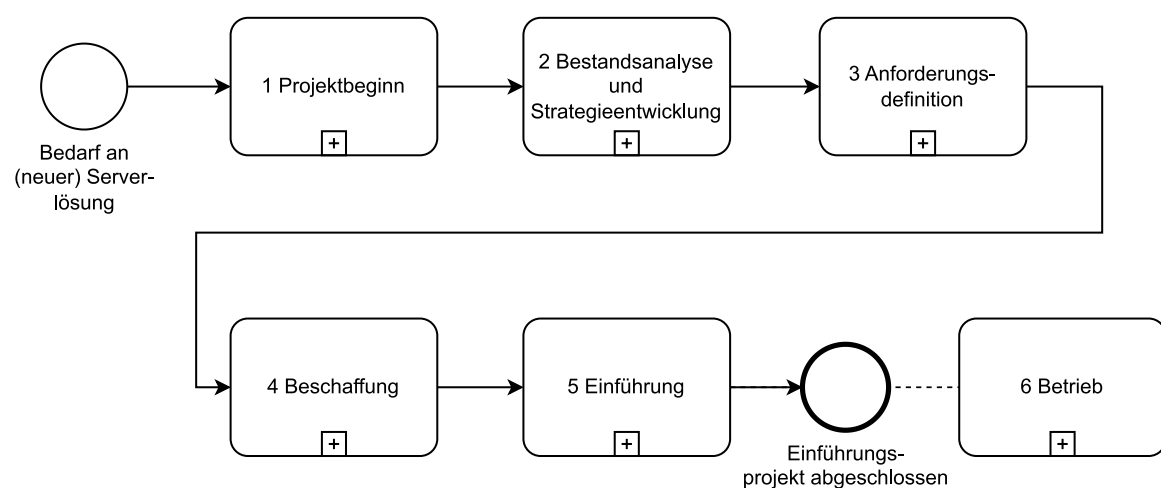 1 Projektbeginn
2 Bestandsanalyse
und
Strategieentwicklung
3 Anforderungs-
definition
Bedarf an
(neuer) Server-
lösung
4 Beschaffung
5 Einführung
6 Betrieb
Einführungs-
projekt abgeschlossen